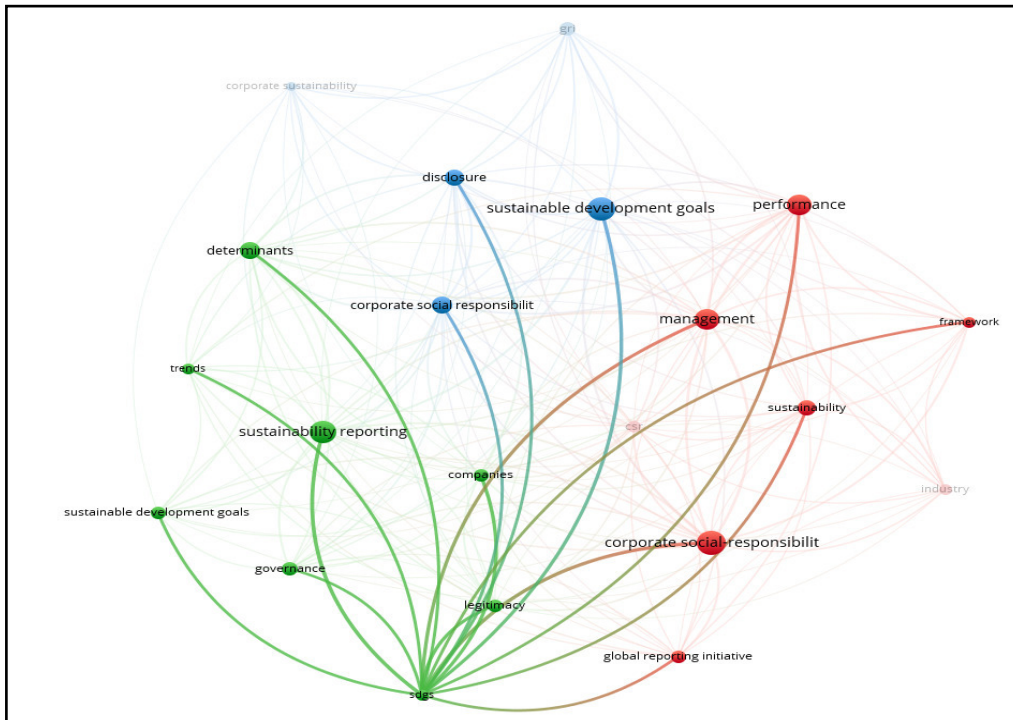 gri
corporate sustainability
disclosure
sustainable development goals
performance
determinants
corporate social responsibilit
management
framework
trends
sustainability
sustainability reporting
csr
companies
industry
sustainable development goals
corporate social-responsibilit
governance
legitimacy
global reporting initiative
sdgs